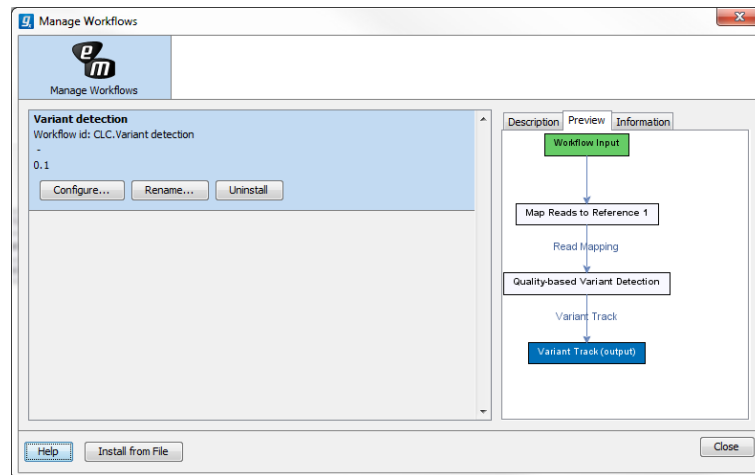 Manage Workflows
Manage Workflows
Variant detection
Workflow id: CLC.Variant detection
-
0.1
Configure... Rename... Uninstall
Description Preview Information
Workflow Input
Map Reads to Reference 1
Read Mapping
Quality-based Variant Detection
Variant Track
Variant Track (output)
Help Install from File Close